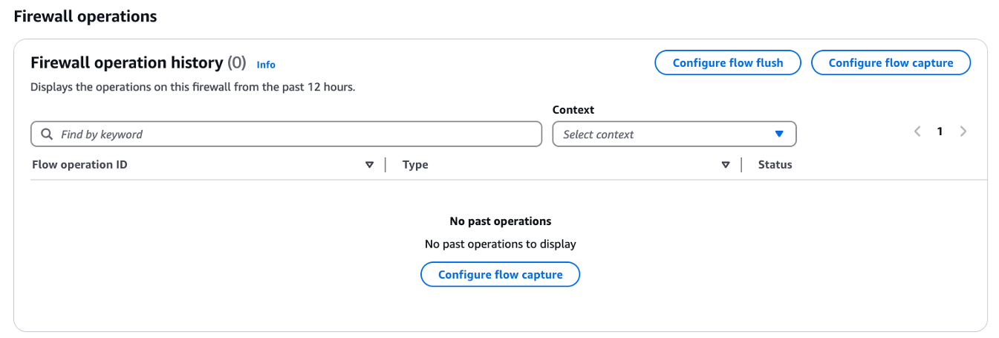 Firewall operations
Firewall operation history (0) Info
Configure flow flush
Configure flow capture
Displays the operations on this firewall from the past 12 hours.
Context
Find by keyword
Select context
1
Flow operation ID
Type
Status
No past operations
No past operations to display
Configure flow capture